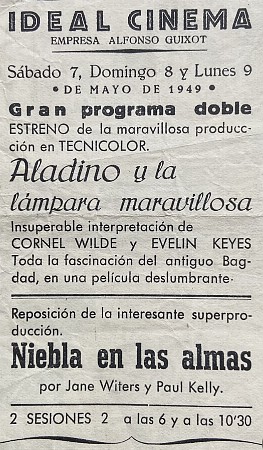 IDEAL CINEMA
EMPRESA ALFONSO GUIXOT
Sábado 7, Domingo 8 y Lunes 9
• DE MAYO DE 1949 •
Gran programa doble
ESTRENO de la maravillosa producc-
ción en TECNICOLOR.
Aladino y la
lámpara maravillosa
Insuperable interpretación de
CORNEL WILDE y EVELIN KEYES
Toda la fascinación del antiguo Bag-
dad, en una película deslumbrante·
Reposición de la interesante superpro-
ducción.
Niebla en las almas
por Jane Witers y Paul Kelly.
2 SESIONES 2 a las 6 y a las 10'30